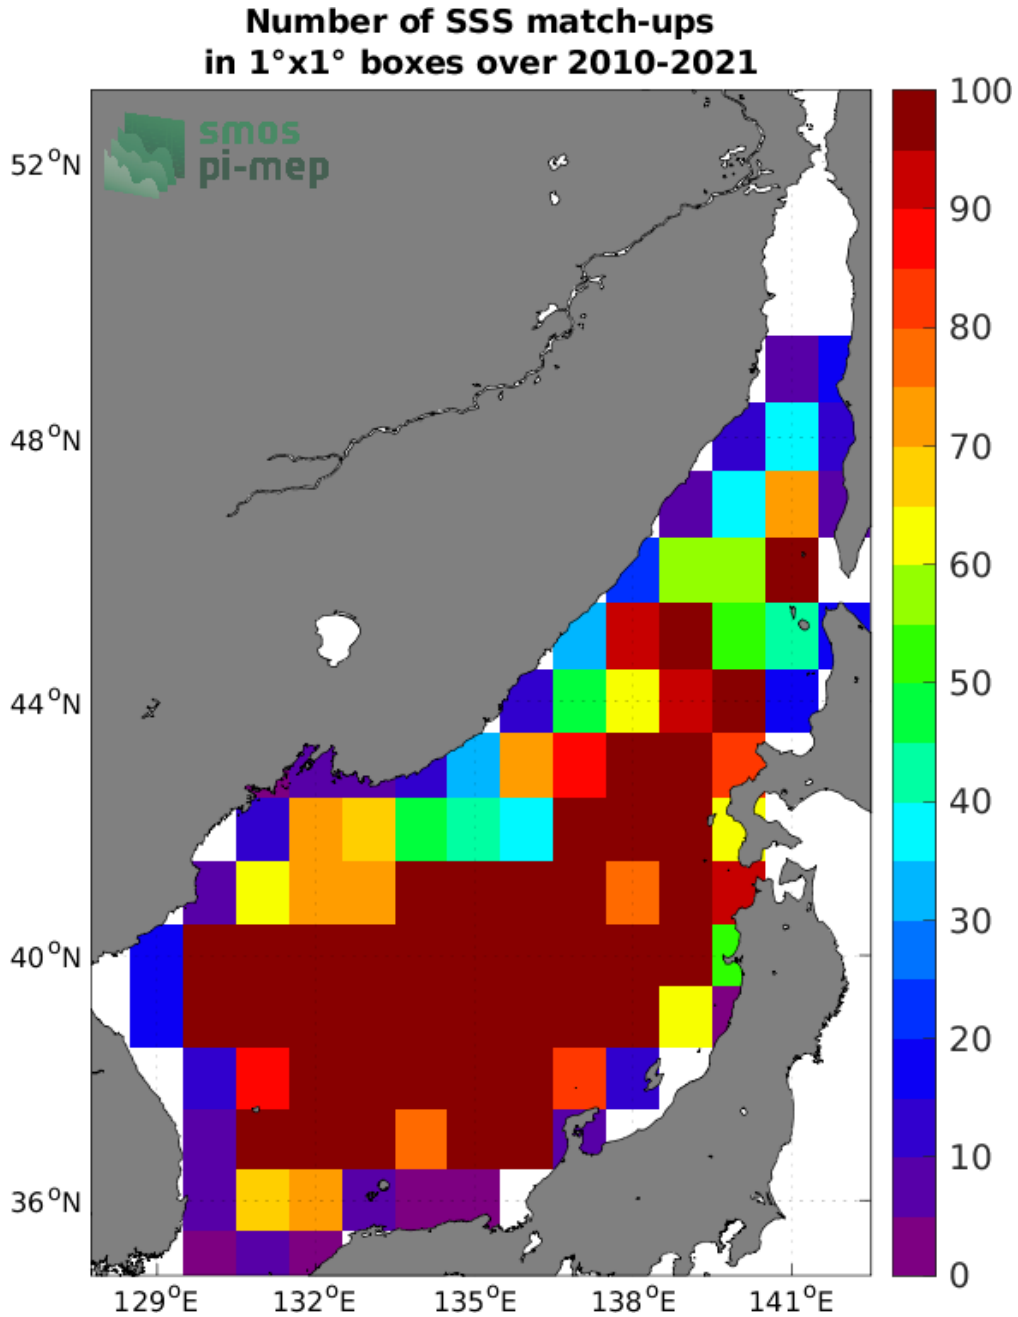 Number of SSS match-ups
in 1°x1° boxes over 2010-2021
smos
pi-mep
52°N
48°N
44°N
40°N
36°N
129°E 132°E 135°E 138°E 141°E
100
90
80
70
60
50
40
30
20
10
0